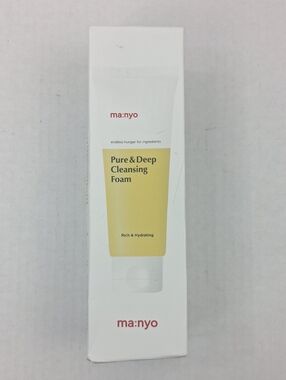 ma:nyo
endless hunger for ingredients
Pure & Deep
Cleansing
Foam
Rich & Hydrating
ma:nyo